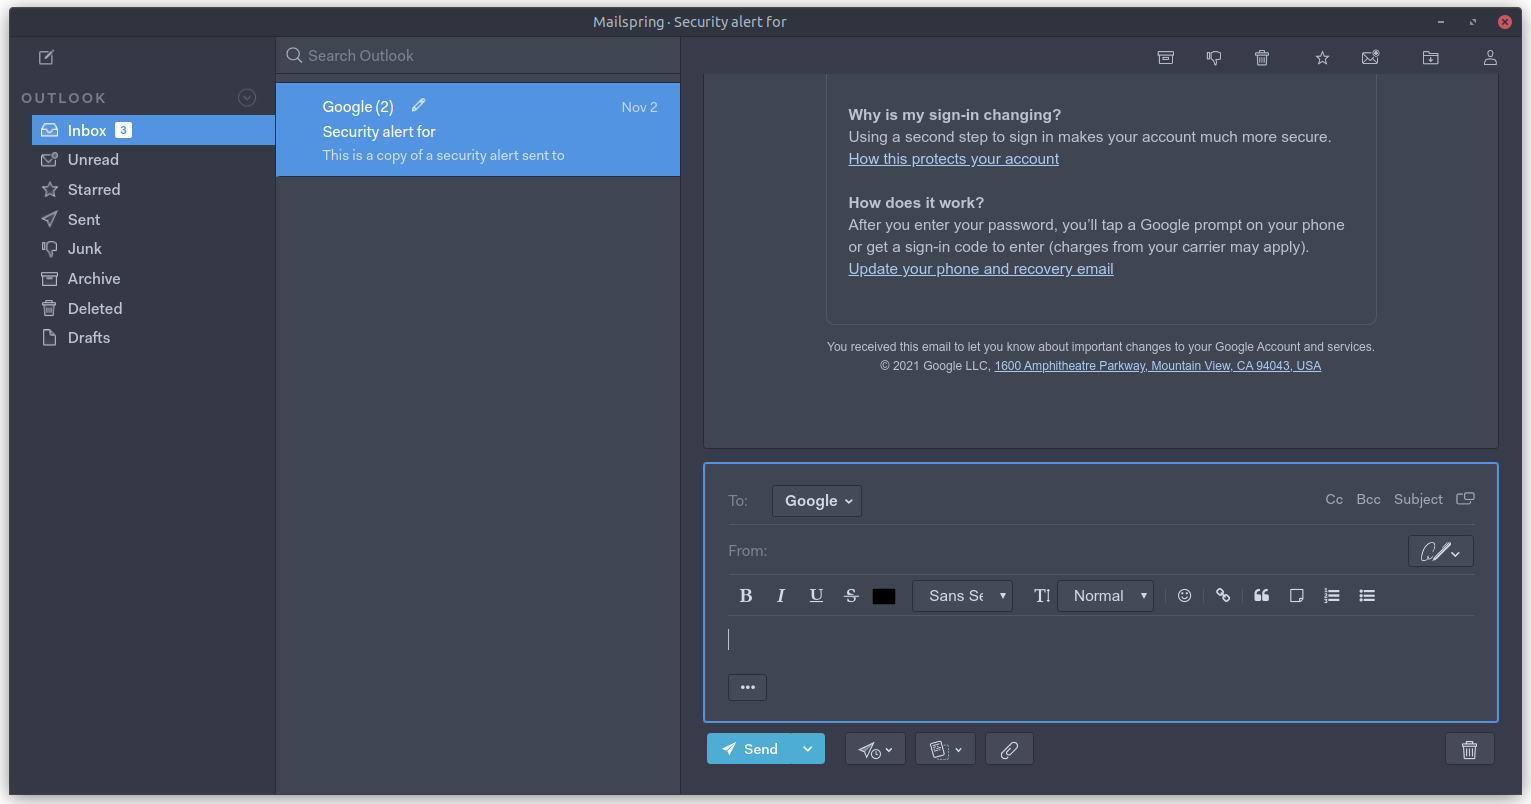 Mailspring · Security alert for
Search Outlook
OUTLOOK
Inbox 3
Unread
Starred
Sent
Junk
Archive
Deleted
Drafts
Google (2) Nov 2
Security alert for
This is a copy of a security alert sent to
Why is my sign-in changing?
Using a second step to sign in makes your account much more secure.
How this protects your account
How does it work?
After you enter your password, you’ll tap a Google prompt on your phone
or get a sign-in code to enter (charges from your carrier may apply).
Update your phone and recovery email
You received this email to let you know about important changes to your Google Account and services.
© 2021 Google LLC, 1600 Amphitheatre Parkway, Mountain View, CA 94043, USA
To: Google Cc Bcc Subject
From:
B I U S Sans Se T Normal
Send